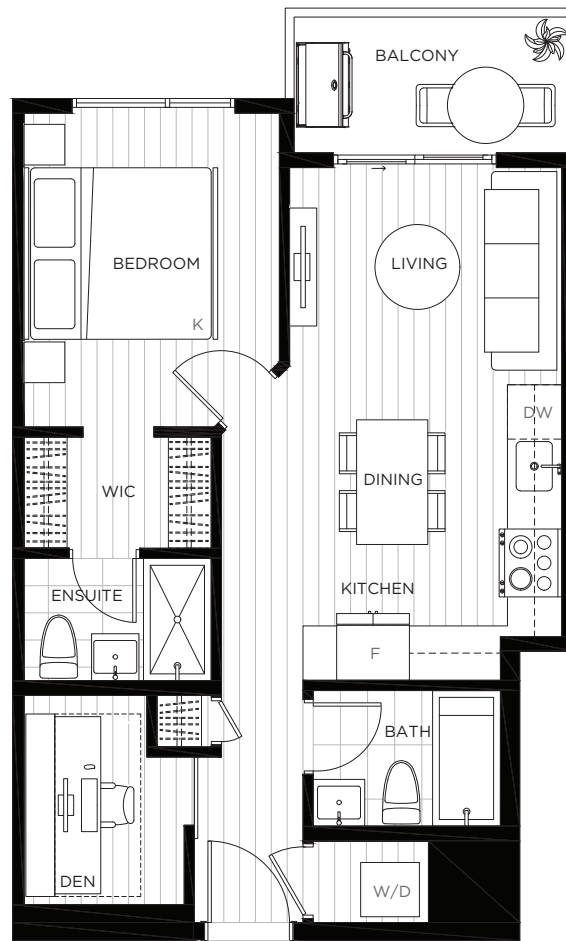 BALCONY
BEDROOM
LIVING
K
DW
DINING
WIC
KITCHEN
ENSUITE
F
BATH
DEN
W/D